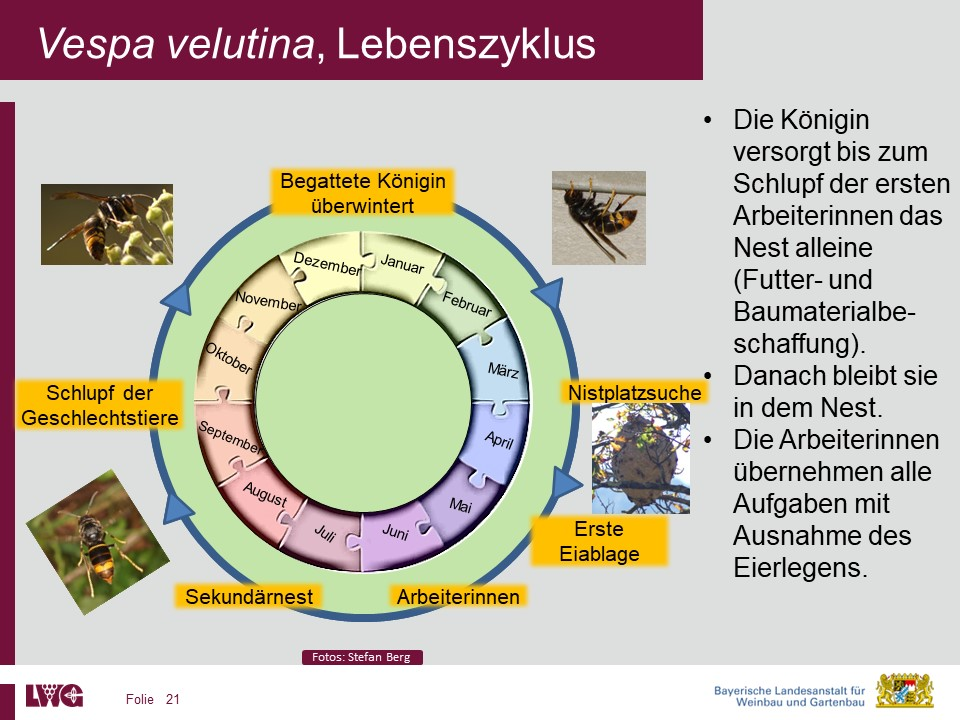 Vespa velutina, Lebenszyklus
Begattete Königin
überwintert
Dezember
Januar
Februar
März
April
Mai
Juni
Juli
August
September
Oktober
November
Nistplatzsuche
Erste
Eiablage
Arbeiterinnen
Sekundärnest
Schlupf der
Geschlechtstiere
• Die Königin
versorgt bis zum
Schlupf der ersten
Arbeiterinnen das
Nest alleine
(Futter- und
Baumaterialbe-
schaffung).
• Danach bleibt sie
in dem Nest.
• Die Arbeiterinnen
übernehmen alle
Aufgaben mit
Ausnahme des
Eierlegens.
Fotos: Stefan Berg
LWG
Folie 21
Bayerische Landesanstalt für
Weinbau und Gartenbau